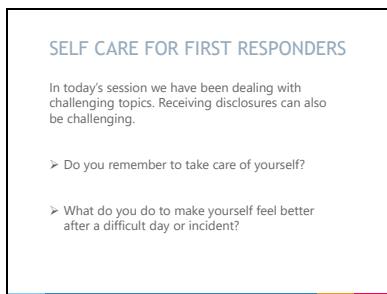 SELF CARE FOR FIRST RESPONDERS
In today's session we have been dealing with
challenging topics. Receiving disclosures can also
be challenging.
➢ Do you remember to take care of yourself?
➢ What do you do to make yourself feel better
after a difficult day or incident?